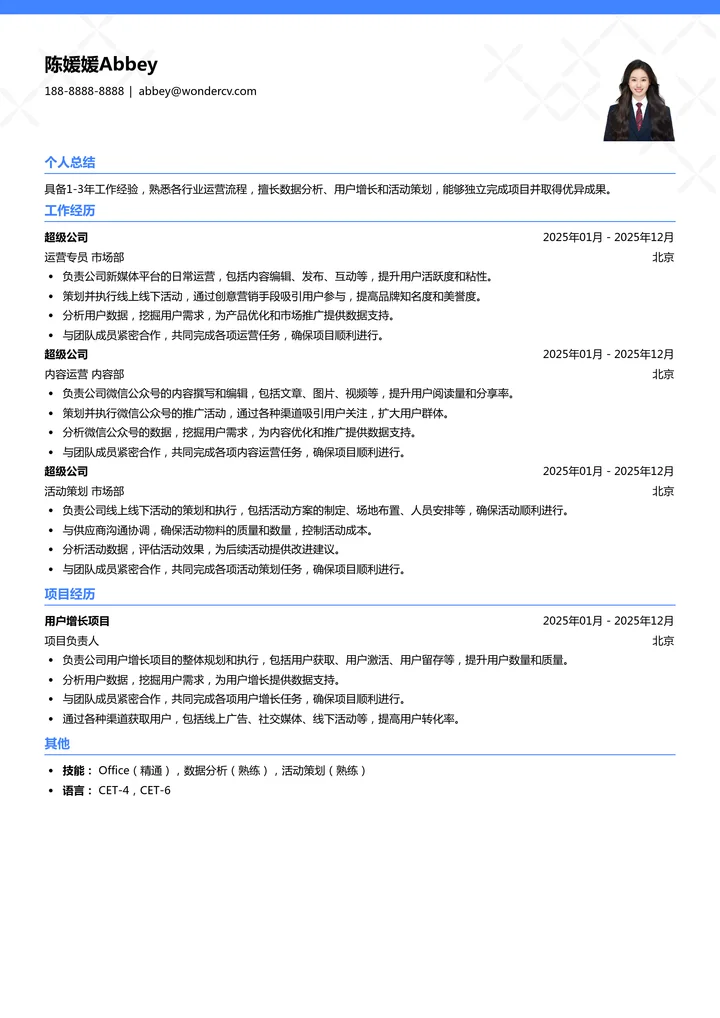 陈媛媛Abbey
188-8888-8888 | abbey@wondercv.com
个人总结
具备1-3年工作经验，熟悉各行业运营流程，擅长数据分析、用户增长和活动策划，能够独立完成项目并取得优异成果。
工作经历
超级公司 2025年01月 - 2025年12月
运营专员 市场部 北京
• 负责公司新媒体平台的日常运营，包括内容编辑、发布、互动等，提升用户活跃度和粘性。
• 策划并执行线上线下活动，通过创意营销手段吸引用户参与，提高品牌知名度和美誉度。
• 分析用户数据，挖掘用户需求，为产品优化和市场推广提供数据支持。
• 与团队成员紧密合作，共同完成各项运营任务，确保项目顺利进行。
超级公司 2025年01月 - 2025年12月
内容运营 内容部 北京
• 负责公司微信公众号的内容撰写和编辑，包括文章、图片、视频等，提升用户阅读量和分享率。
• 策划并执行微信公众号的推广活动，通过各种渠道吸引用户关注，扩大用户群体。
• 分析微信公众号的数据，挖掘用户需求，为内容优化和推广提供数据支持。
• 与团队成员紧密合作，共同完成各项内容运营任务，确保项目顺利进行。
超级公司 2025年01月 - 2025年12月
活动策划 市场部 北京
• 负责公司线上线下活动的策划和执行，包括活动方案的制定、场地布置、人员安排等，确保活动顺利进行。
• 与供应商沟通协调，确保活动物料的质量和数量，控制活动成本。
• 分析活动数据，评估活动效果，为后续活动提供改进建议。
• 与团队成员紧密合作，共同完成各项活动策划任务，确保项目顺利进行。
项目经历
用户增长项目 2025年01月 - 2025年12月
项目负责人 北京
• 负责公司用户增长项目的整体规划和执行，包括用户获取、用户激活、用户留存等，提升用户数量和质量。
• 分析用户数据，挖掘用户需求，为用户增长提供数据支持。
• 与团队成员紧密合作，共同完成各项用户增长任务，确保项目顺利进行。
• 通过各种渠道获取用户，包括线上广告、社交媒体、线下活动等，提高用户转化率。
其他
• 技能： Office（精通），数据分析（熟练），活动策划（熟练）
• 语言： CET-4，CET-6